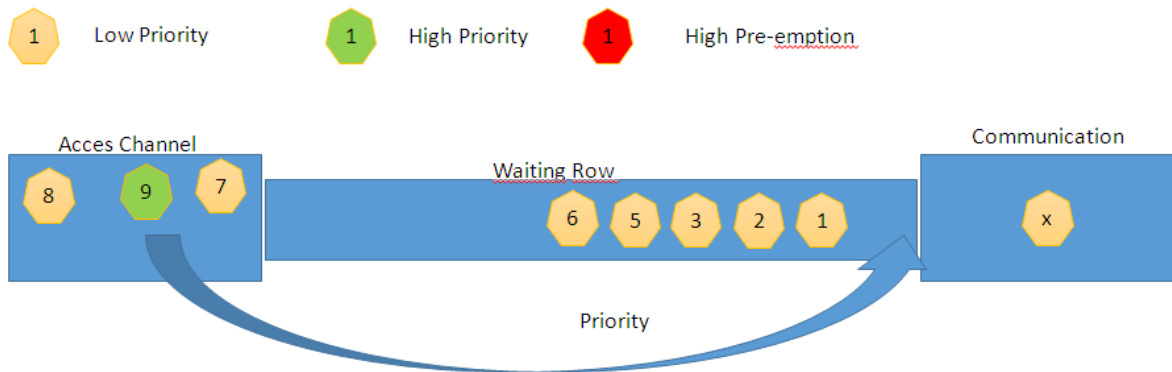 1 Low Priority 1 High Priority 1 High Pre-emption
Acces Channel
Communication
Waiting Row
8 9 7
6 5 3 2 1
x
Priority